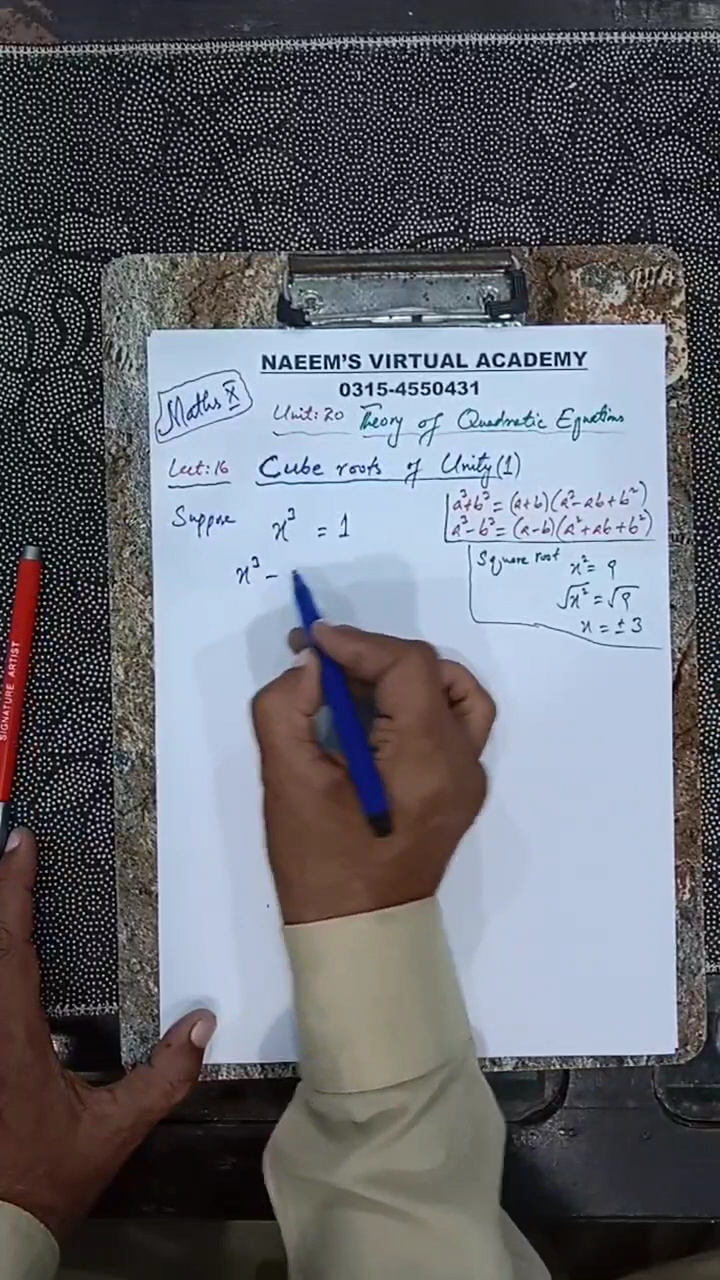 NAEEM'S VIRTUAL ACADEMY
0315-4550431
Maths X
Unit: 20 Theory of Quadratic Equations
Lect: 16 Cube roots of Unity (1)
Suppose x³ = 1
x³ -
a³+b³ = (a+b)(a²-ab+b²)
a³-b³ = (a-b)(a²+ab+b²)
Square root x² = 9
√x² = √9
x = ± 3
SIGNATURE ARTIST